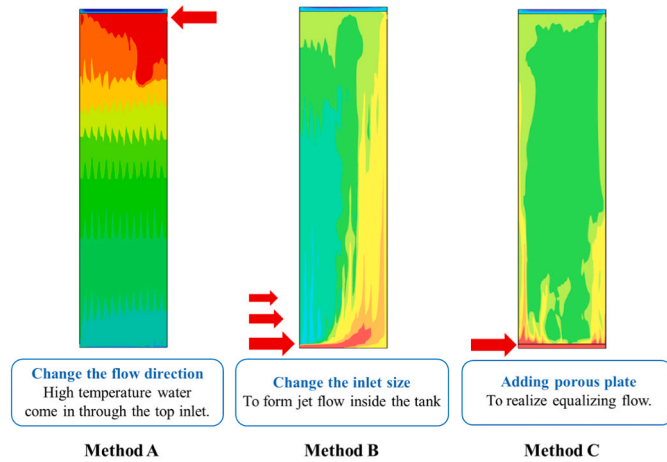 Change the flow direction
High temperature water
come in through the top inlet.
Change the inlet size
To form jet flow inside the tank
Adding porous plate
To realize equalizing flow.
Method A
Method B
Method C